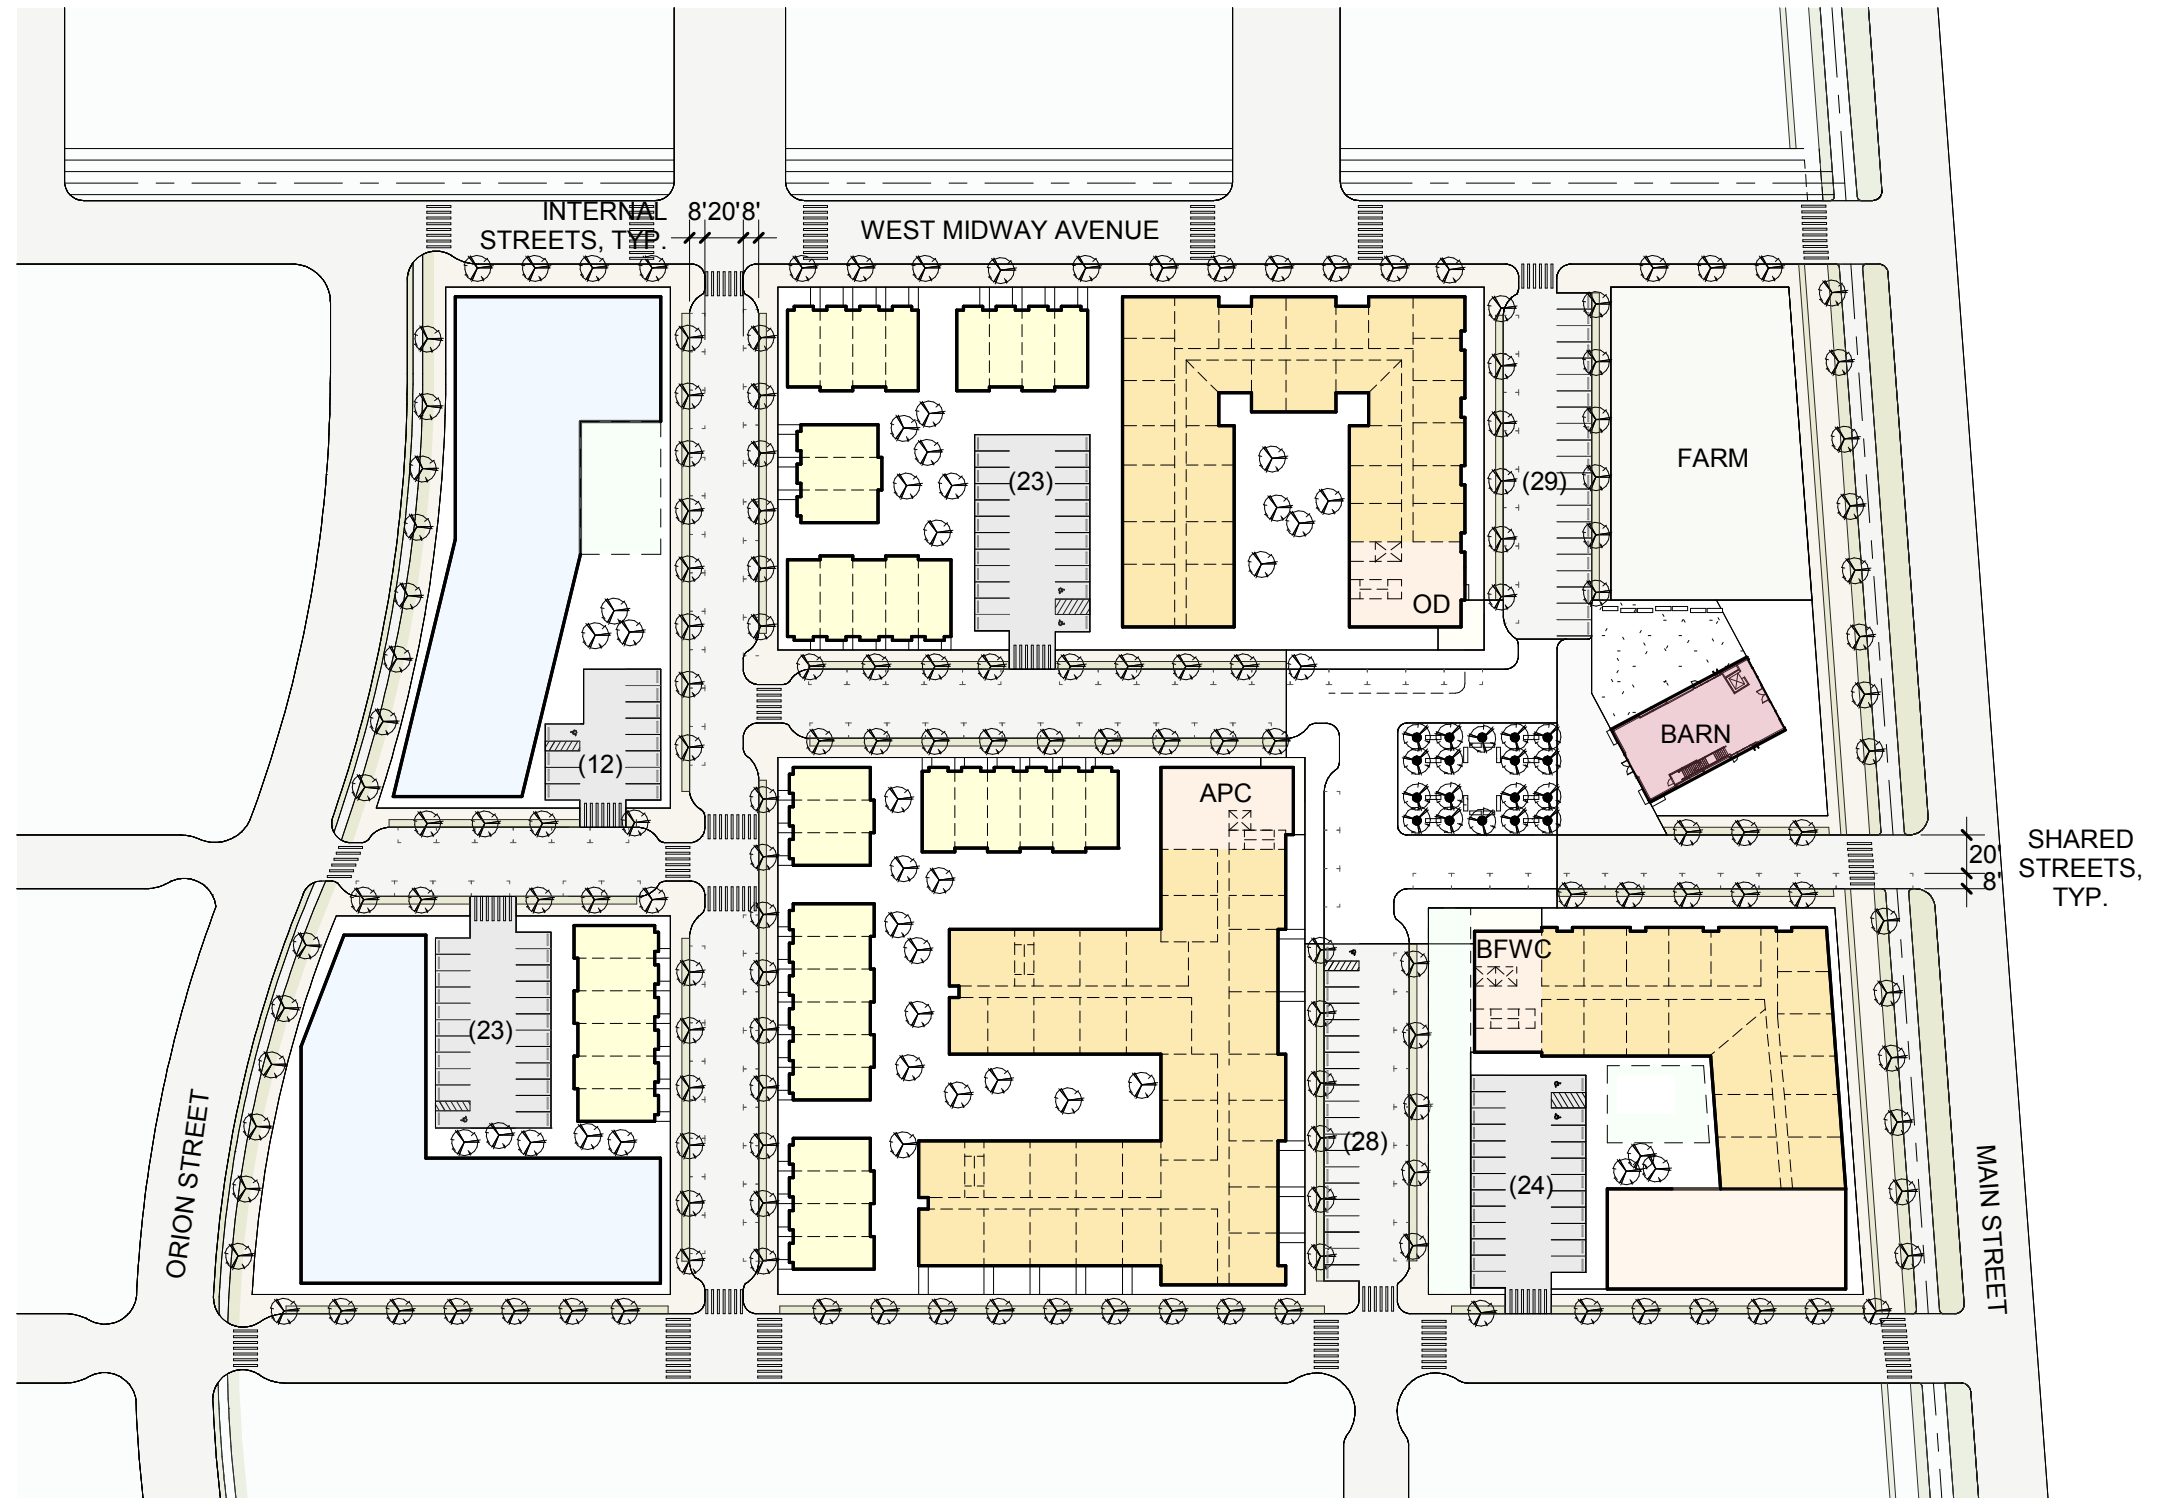 INTERNAL
STREETS, TYP.
8'20'8'
WEST MIDWAY AVENUE
FARM
(23)
(29)
OD
BARN
(12)
APC
SHARED
STREETS,
TYP.
20'
8'
BFWC
(23)
(28)
(24)
ORION STREET
MAIN STREET